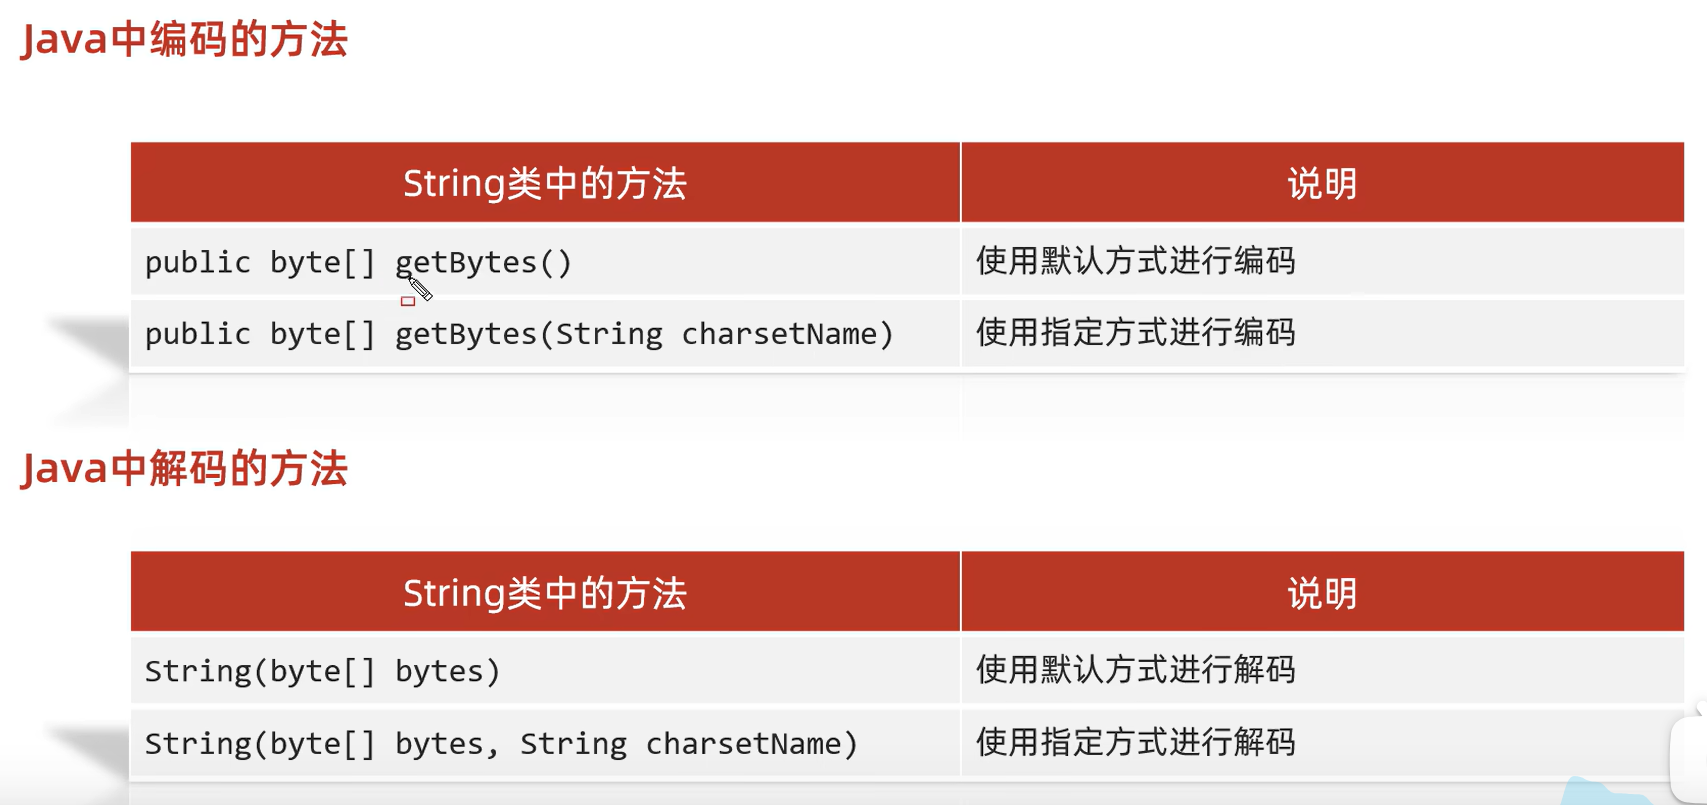 Java中编码的方法
String类中的方法 说明
public byte[] getBytes() 使用默认方式进行编码
public byte[] getBytes(String charsetName) 使用指定方式进行编码
Java中解码的方法
String类中的方法 说明
String(byte[] bytes) 使用默认方式进行解码
String(byte[] bytes, String charsetName) 使用指定方式进行解码